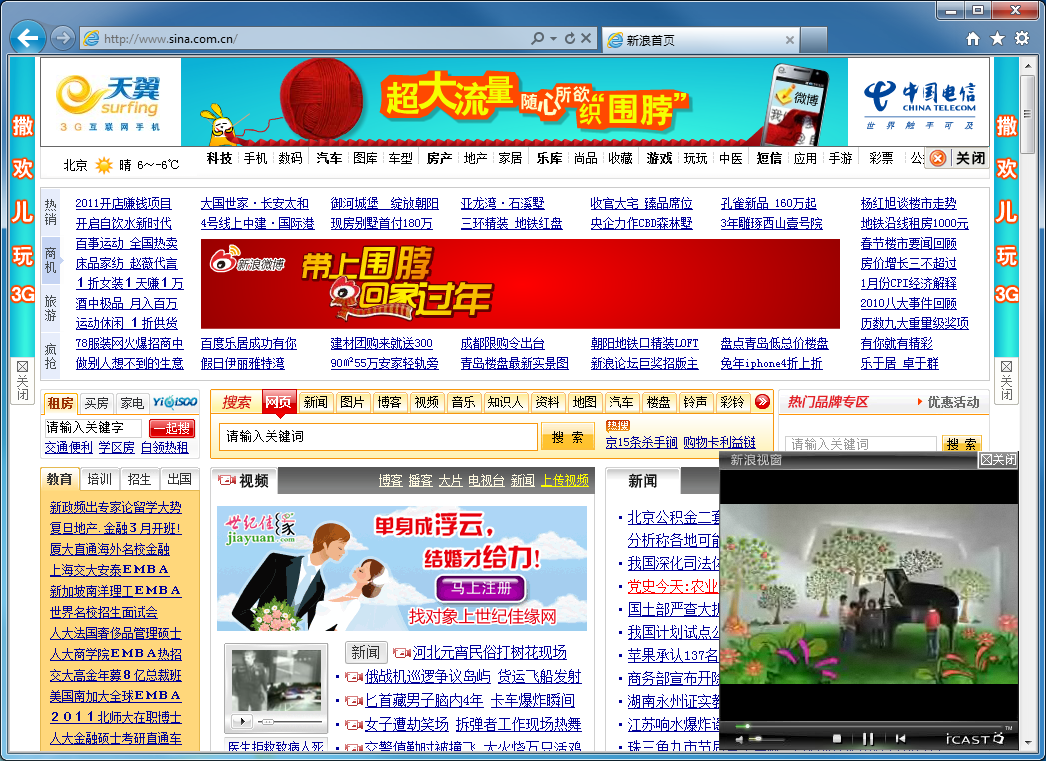 http://www.sina.com.cn/
新浪首页
天翼
surfing
3G 互联网手机
超大流量 随心所欲 织“围脖”
微博
我是
中国电信
CHINA TELECOM
世界触手可及
撒欢儿玩3G
撒欢儿玩3G
关闭
关闭
北京 晴 6～-6℃
科技 手机 数码 汽车 图库 车型 房产 地产 家居 乐库 尚品 收藏 游戏 玩玩 中医 短信 应用 手游 彩票 公 关闭
热销
商机
旅游
疯抢
2011开店赚钱项目 大国世家·长安太和 御河城堡 绽放朝阳 亚龙湾·石溪墅 收官大宅 臻品席位 孔雀新品 160万起 杨红旭谈楼市走势
开启自饮水新时代 4号线上中建·国际港 现房别墅首付180万 三环精装 地铁红盘 央企力作CBD森林墅 3年雕琢西山壹号院 地铁沿线租房1000元
百事运动 全国热卖 春节楼市要闻回顾
床品家纺 赵薇代言 房价增长三不超过
1折女装1天赚1万 1月份CPI经济解释
酒中极品 月入百万 2010八大事件回顾
运动休闲 1折供货 历数九大重量级奖项
新浪微博
带上围脖
回家过年
78服装网火爆招商中 百度乐居成功有你 建材团购来就送300 成都限购令出台 朝阳地铁口精装LOFT 盘点青岛低总价楼盘 有你就有精彩
做别人想不到的生意 假日伊丽雅特湾 90㎡55万安家轻轨旁 青岛楼盘最新实景图 新浪论坛巨奖招版主 兔年iphone4折上折 乐于居 卓于群
租房 买房 家电 YiGooo
请输入关键字 一起搜
交通便利 学区房 白领热租
搜索 网页 新闻 图片 博客 视频 音乐 知识人 资料 地图 汽车 楼盘 铃声 彩铃
请输入关键词 搜 索
热搜
京15条杀手锏 购物卡利益链
热门品牌专区 优惠活动
请输入关键词 搜 索
教育 培训 招生 出国
新政频出专家论留学大势
复旦地产.金融3月开班!
厦大直通海外名校金融
上海交大安泰EMBA
新加坡南洋理工EMBA
世界名校招生面试会
人大法国奢侈品管理硕士
人大商学院EMBA热招
交大高金年募8亿总裁班
美国南加大全球EMBA
2011北师大在职博士
人大金融硕士考研直通车
视频 博客 播客 大片 电视台 新闻 上传视频
世纪佳缘
jiayuan.com
单身成浮云,
结婚才给力!
马上注册
找对象上世纪佳缘网
医生拒救致病人死
新闻 河北元宵民俗打树花现场
俄战机巡逻争议岛屿 货运飞船发射
匕首藏男子脑内4年 卡车爆炸瞬间
女子遭劫笑场 拆弹者工作现场热舞
交警值勤时被撞飞 大火烧万只活鸡
新闻
北京公积金二套
分析称各地可能
我国深化司法体
党史今天:农业
国土部严查大拆
我国计划试点公
苹果承认137名
商务部宣布开除
湖南永州证实教
江苏响水爆炸谣
珠三角九市节后
新浪视窗 关闭
iCAST